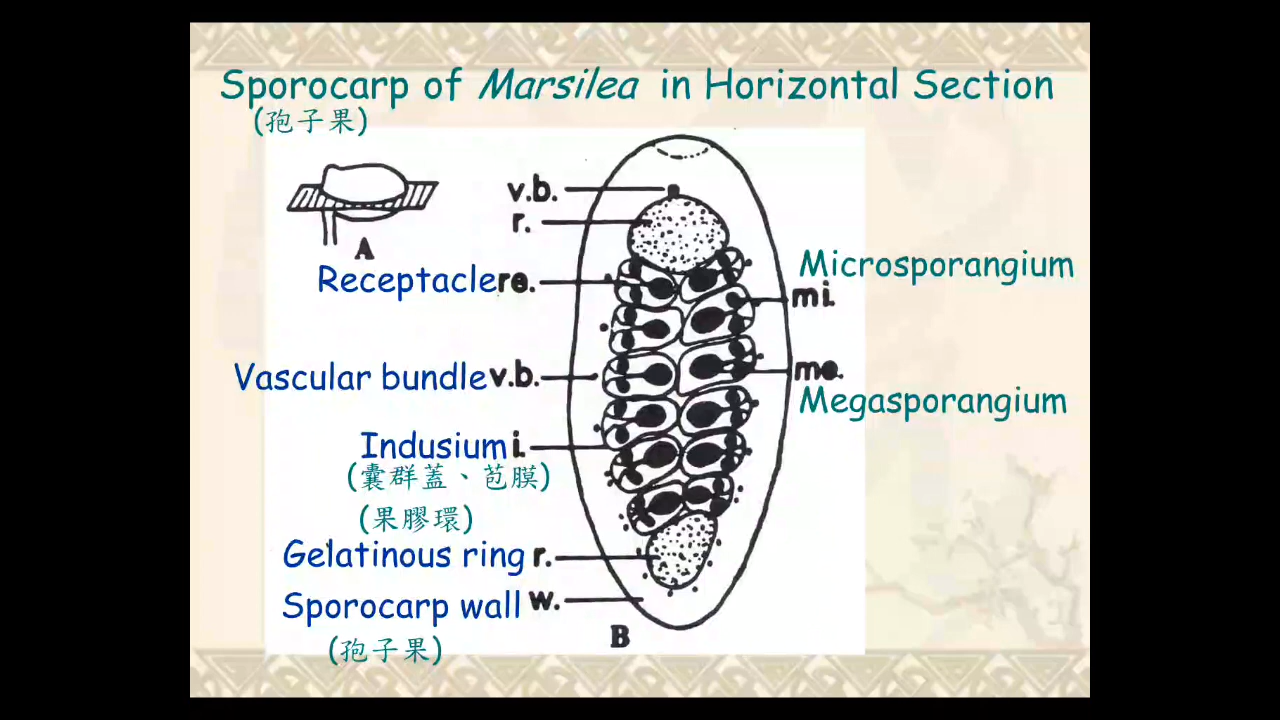 Sporocarp of Marsilea in Horizontal Section
(孢子果)
v.b.
r.
A
Receptacle re.
Microsporangium
mi.
Vascular bundle v.b.
me.
Megasporangium
Indusium i.
(囊群蓋、苞膜)
(果膠環)
Gelatinous ring r.
Sporocarp wall w.
B
(孢子果)